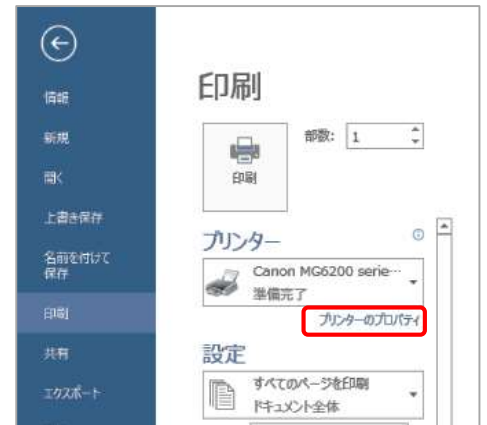 情報
新規
開く
上書き保存
名前を付けて
保存
印刷
共有
エクスポート
印刷
印刷
部数: 1
プリンター
Canon MG6200 serie…
準備完了
プリンターのプロパティ
設定
すべてのページを印刷
ドキュメント全体